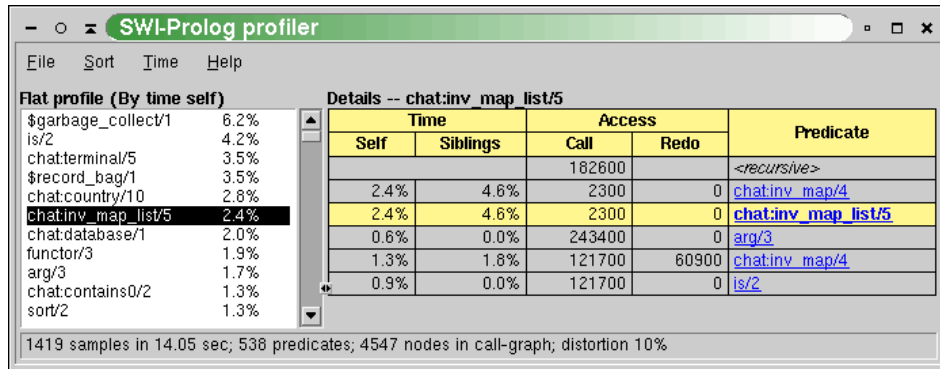 SWI-Prolog profiler
File Sort Time Help
Flat profile (By time self)
$garbage_collect/1 6.2%
is/2 4.2%
chat:terminal/5 3.5%
$record_bag/1 3.5%
chat:country/10 2.8%
chat:inv_map_list/5 2.4%
chat:database/1 2.0%
functor/3 1.9%
arg/3 1.7%
chat:contains0/2 1.3%
sort/2 1.3%
Details -- chat:inv_map_list/5
Time Access Predicate
Self Siblings Call Redo
182600 <recursive>
2.4% 4.6% 2300 0 chat:inv_map/4
2.4% 4.6% 2300 0 chat:inv_map_list/5
0.6% 0.0% 243400 0 arg/3
1.3% 1.8% 121700 60900 chat:inv_map/4
0.9% 0.0% 121700 0 is/2
1419 samples in 14.05 sec; 538 predicates; 4547 nodes in call-graph; distortion 10%